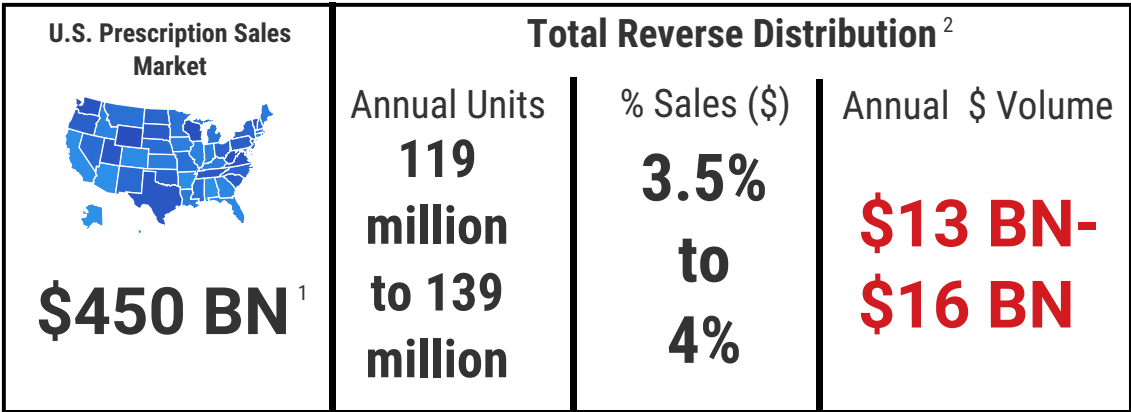 U.S. Prescription Sales
Market
$450 BN 1
Total Reverse Distribution 2
Annual Units
119
million
to 139
million
% Sales ($)
3.5%
to
4%
Annual $ Volume
$13 BN-
$16 BN